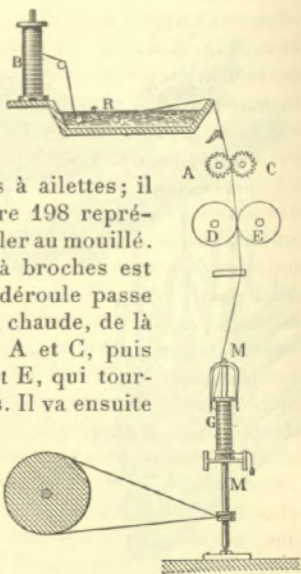 B
R
A
C
s à ailettes; il
re 198 repré-
ler au mouillé.
à broches est
déroule passe
chaude, de là
A et C, puis
t E, qui tour-
s. Il va ensuite
D
E
M
G
M